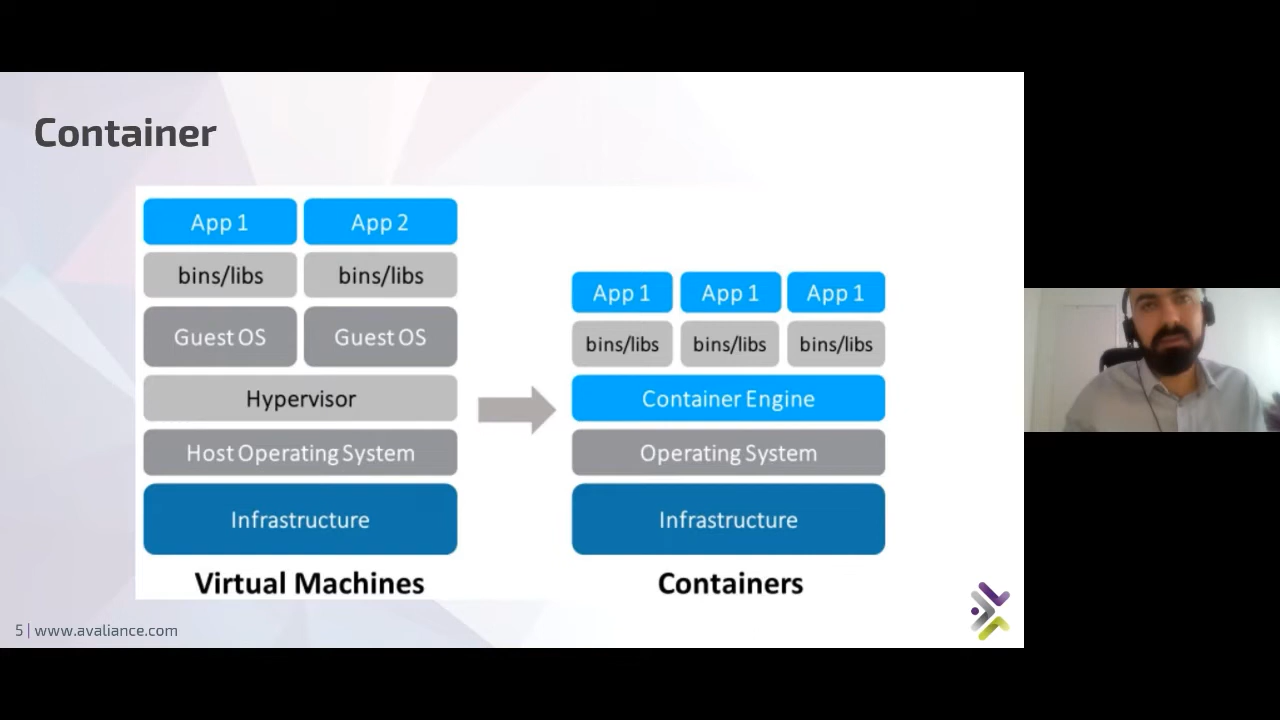 Container
App 1 App 2
bins/libs bins/libs
Guest OS Guest OS
Hypervisor
Host Operating System
Infrastructure
Virtual Machines
App 1 App 1 App 1
bins/libs bins/libs bins/libs
Container Engine
Operating System
Infrastructure
Containers
5 | www.avaliance.com